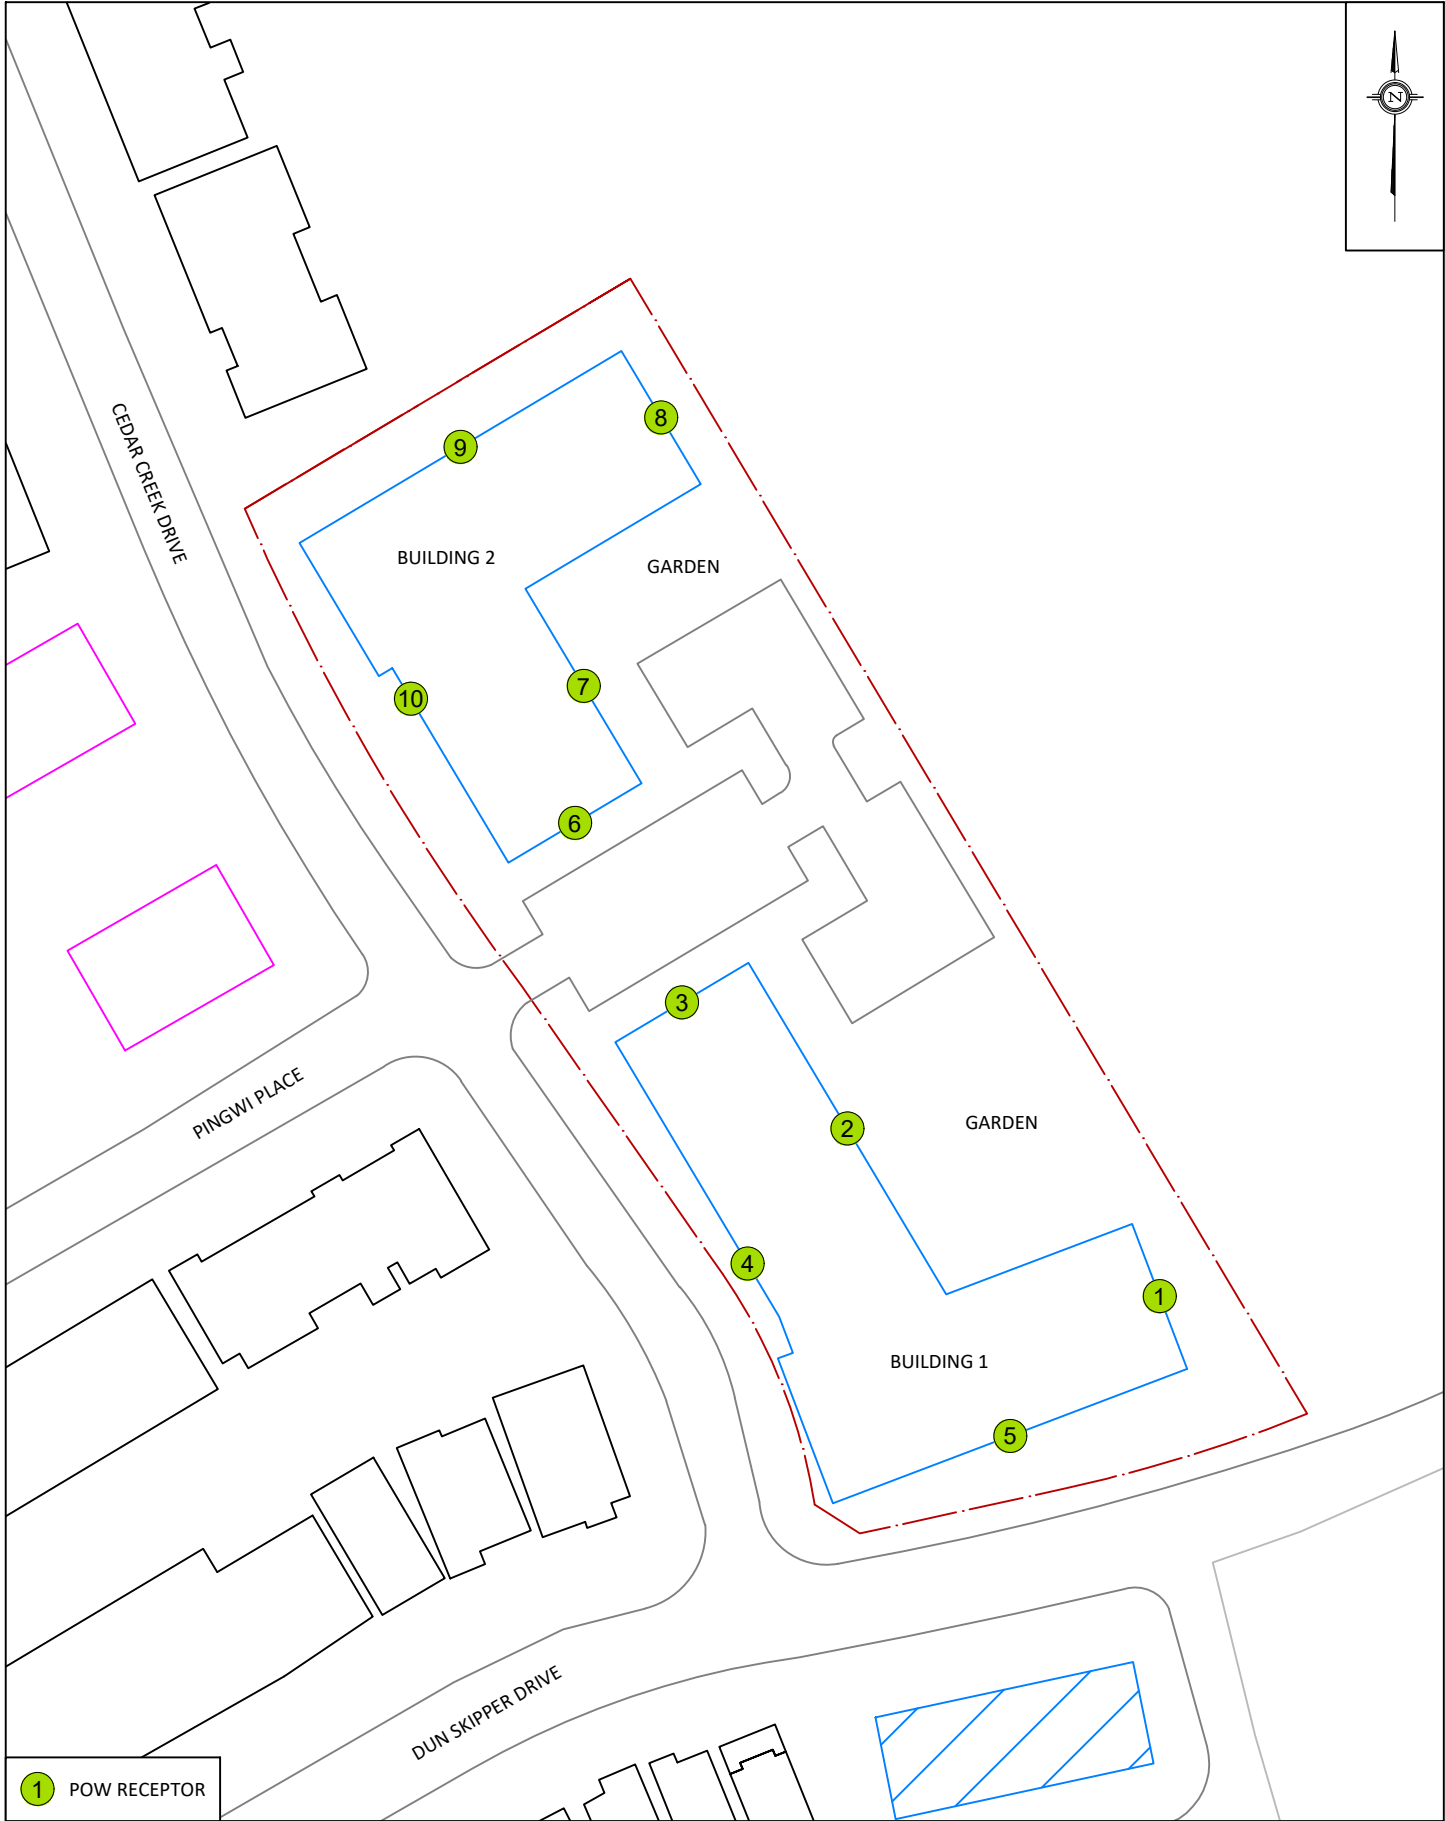 N
8
9
CEDAR CREEK DRIVE
BUILDING 2
GARDEN
7
10
6
3
PINGWI PLACE
2
GARDEN
4
1
BUILDING 1
5
DUN SKIPPER DRIVE
1 POW RECEPTOR